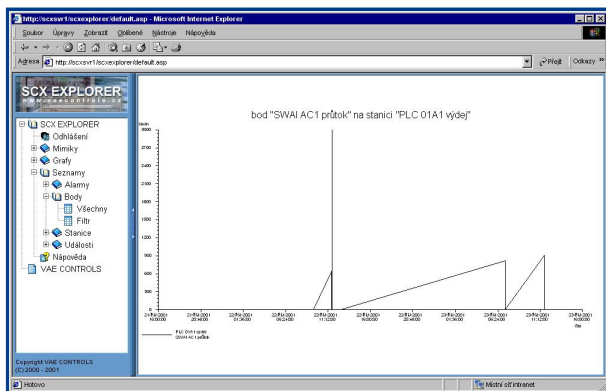 http://scxsvr1/scxexplorer/default.asp - Microsoft Internet Explorer
Soubor Úpravy Zobrazit Oblíbené Nástroje Nápověda
Adresa http://scxsvr1/scxexplorer/default.asp Přejít Odkazy »
SCX EXPLORER
www.vaecontrols.cz
SCX EXPLORER
Odhlášení
Mimiky
Grafy
Seznamy
Alarmy
Body
Všechny
Filtr
Stanice
Události
Nápověda
VAE CONTROLS
Copyright VAE CONTROLS
(C) 2000 - 2001
bod "SWAI AC1 průtok" na stanici "PLC 01A1 výdej"
3000
2700
2400
2100
1800
1500
1200
900
600
300
0
PLC 01A1 výdej
SWAI AC1 průtok
Hotovo
Místní síť intranet